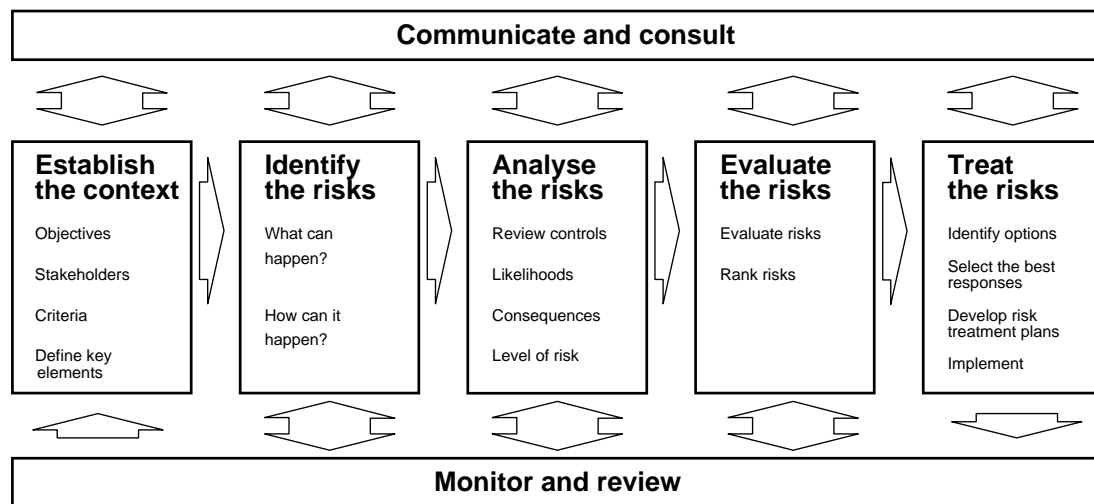 Communicate and consult
Establish
the context
Objectives
Stakeholders
Criteria
Define key
elements
Identify
the risks
What can
happen?
How can it
happen?
Analyse
the risks
Review controls
Likelihoods
Consequences
Level of risk
Evaluate
the risks
Evaluate risks
Rank risks
Treat
the risks
Identify options
Select the best
responses
Develop risk
treatment plans
Implement
Monitor and review